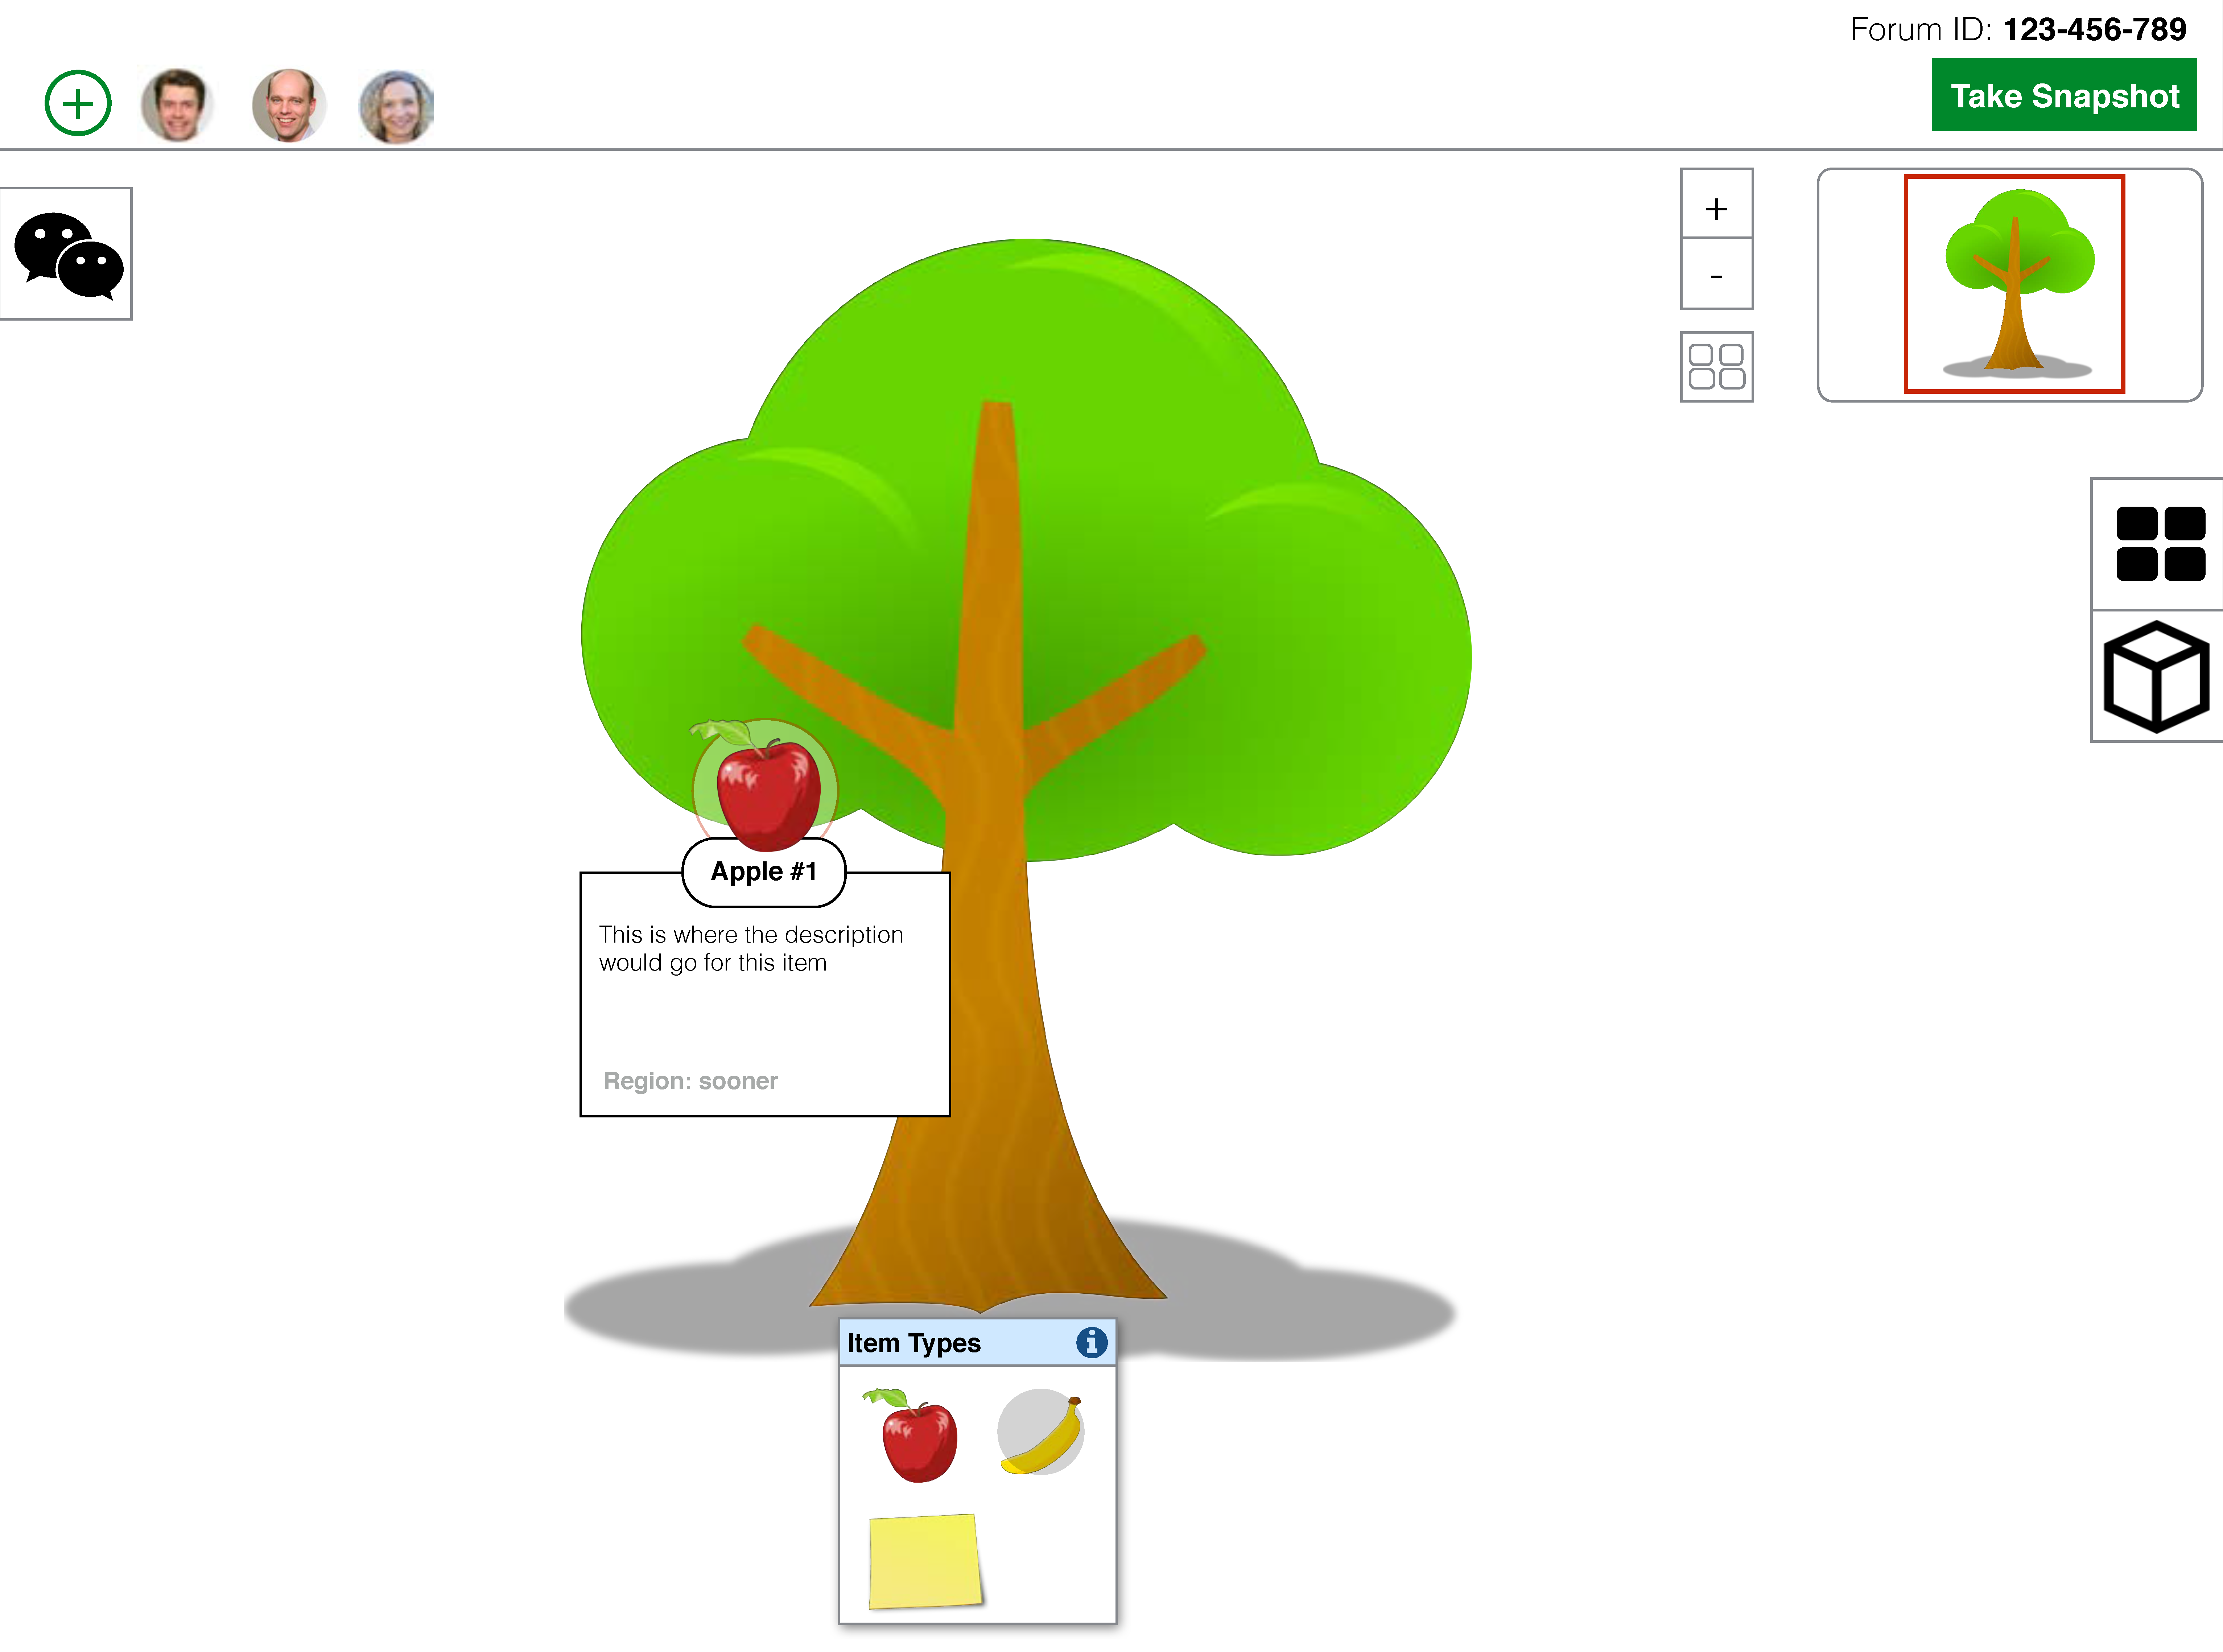 Forum ID: 123-456-789
Take Snapshot
+
-
Apple #1
This is where the description
would go for this item
Region: sooner
Item Types